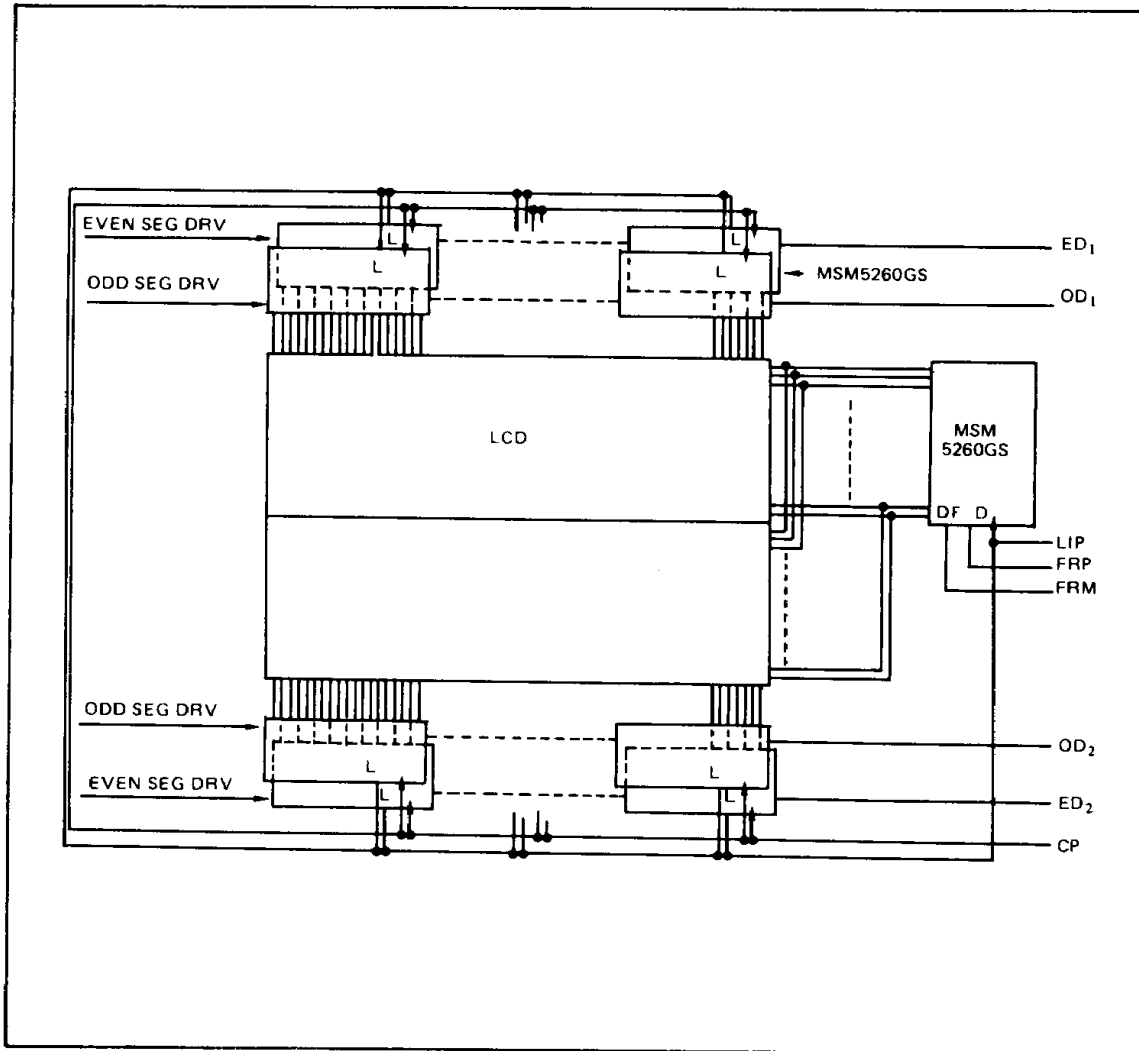 EVEN SEG DRV
L
ED1
L
L
L
MSM5260GS
ODD SEG DRV
OD1
LCD
MSM
5260GS
DF D
LIP
FRP
FRM
ODD SEG DRV
OD2
L
L
EVEN SEG DRV
L
L
ED2
CP